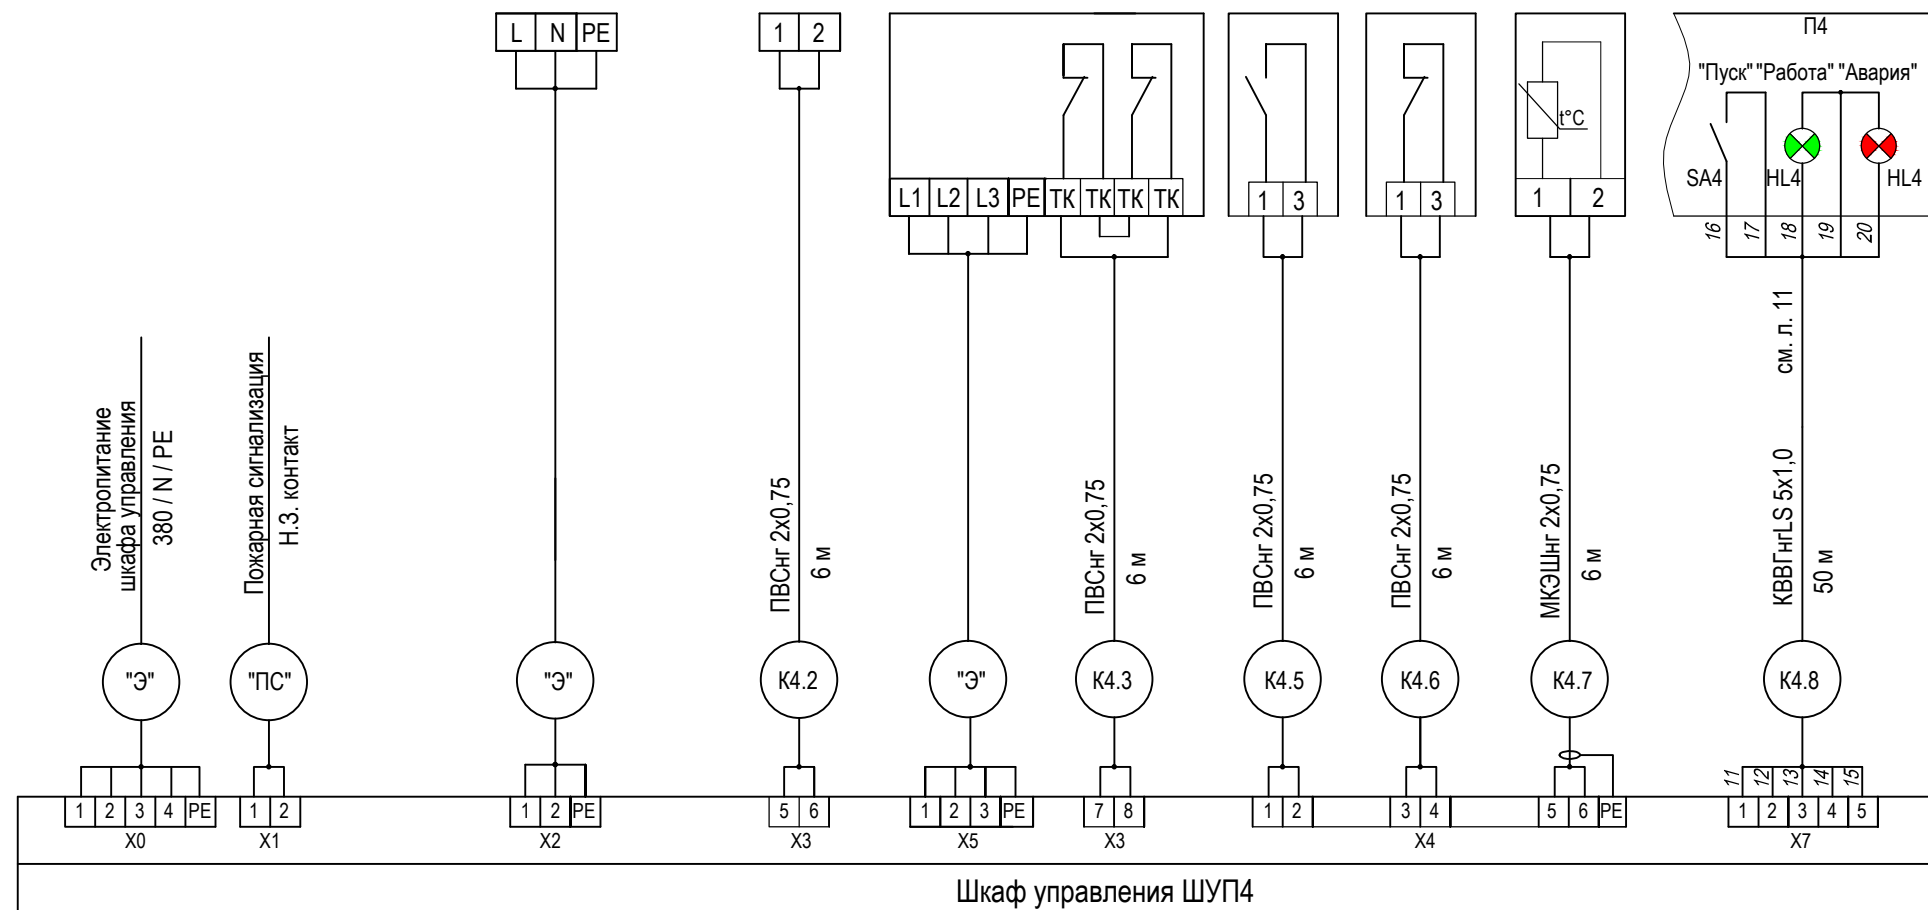 L N PE
1 2
П4
"Пуск" "Работа" "Авария"
t°C
SA4 HL4 HL4
L1 L2 L3 PE ТК ТК ТК ТК
1 3
1 3
1 2
16 17 18 19 20
Электропитание
шкафа управления
380 / N / PE
Пожарная сигнализация
Н.З. контакт
ПВСнг 2х0,75
6 м
ПВСнг 2х0,75
6 м
ПВСнг 2х0,75
6 м
ПВСнг 2х0,75
6 м
МКЭШнг 2х0,75
6 м
см. л. 11
КВВГнгLS 5х1,0
50 м
"Э" "ПС" "Э" К4.2 "Э" К4.3 К4.5 К4.6 К4.7 К4.8
11 12 13 14 15
1 2 3 4 PE 1 2 1 2 PE 5 6 1 2 3 PE 7 8 1 2 3 4 5 6 PE 1 2 3 4 5
X0 X1 X2 X3 X5 X3 X4 X7
Шкаф управления ШУП4